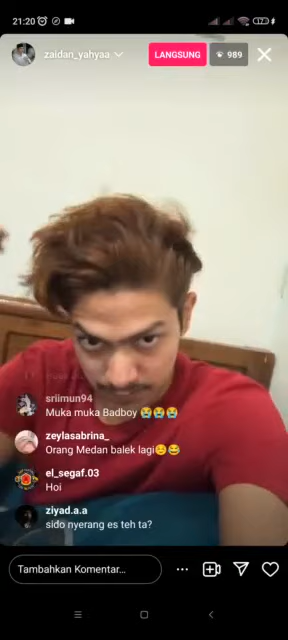 21:20
zaidan_yahyaa
LANGSUNG
989
sriimun94
Muka muka Badboy 😭😭😭
zeylasabrina_
Orang Medan balek lagi😉😂
el_segaf.03
Hoi
ziyad.a.a
sido nyerang es teh ta?
Tambahkan Komentar...